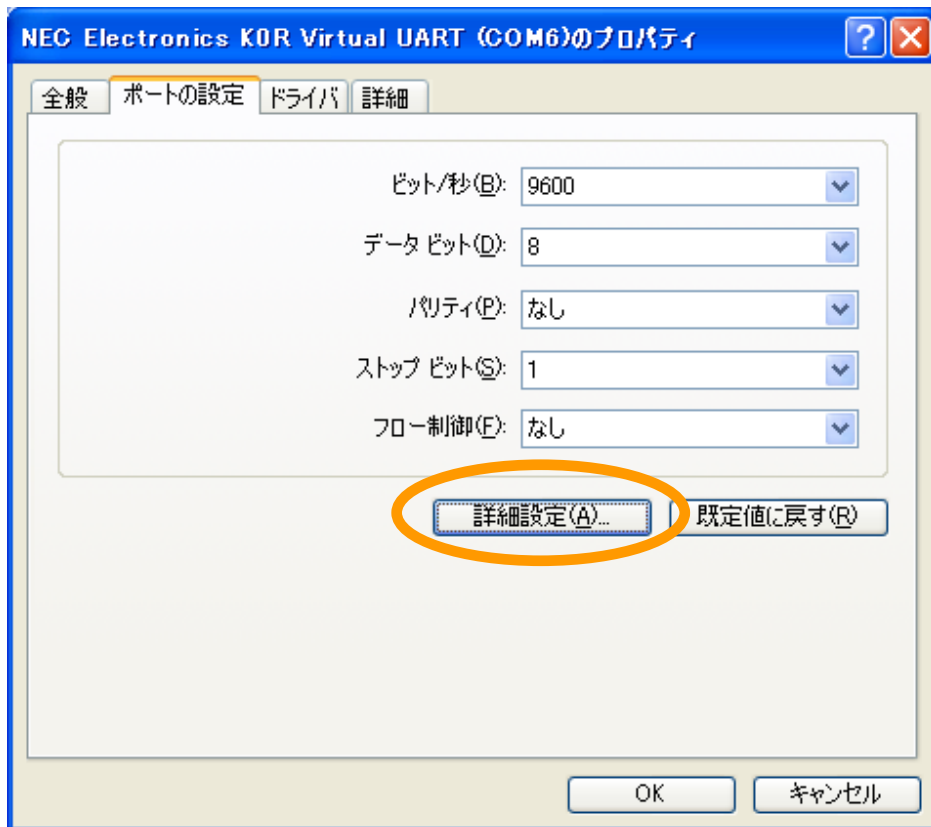 NEC Electronics K0R Virtual UART (COM6)のプロパティ
全般 ポートの設定 ドライバ 詳細
ビット/秒(B): 9600
データ ビット(D): 8
パリティ(P): なし
ストップ ビット(S): 1
フロー制御(F): なし
詳細設定(A)... 既定値に戻す(R)
OK キャンセル